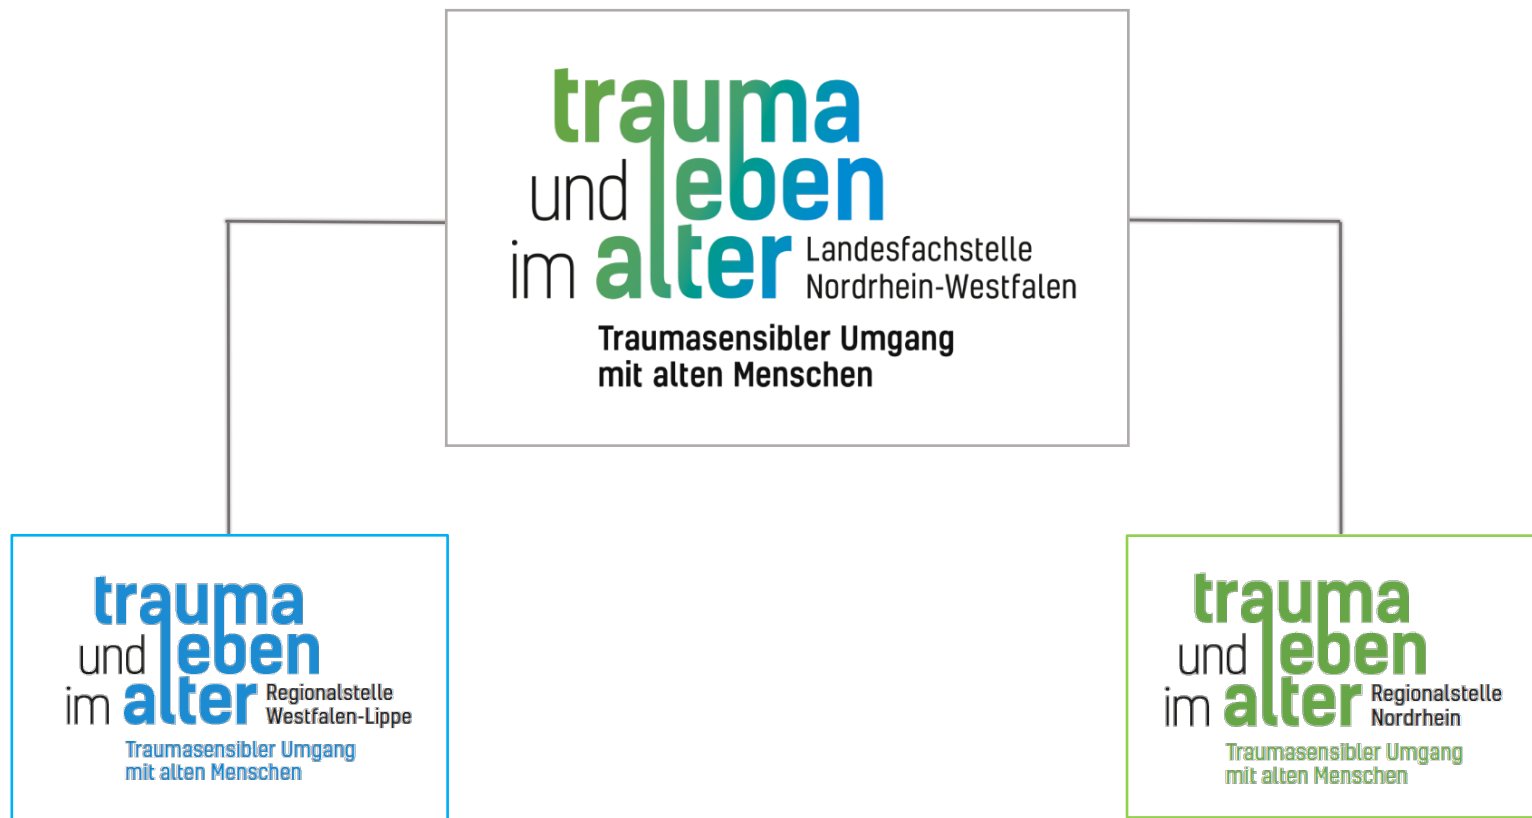 trauma
und leben
im alter Landesfachstelle
Nordrhein-Westfalen
Traumasensibler Umgang
mit alten Menschen
trauma
und leben
im alter Regionalstelle
Westfalen-Lippe
Traumasensibler Umgang
mit alten Menschen
trauma
und leben
im alter Regionalstelle
Nordrhein
Traumasensibler Umgang
mit alten Menschen